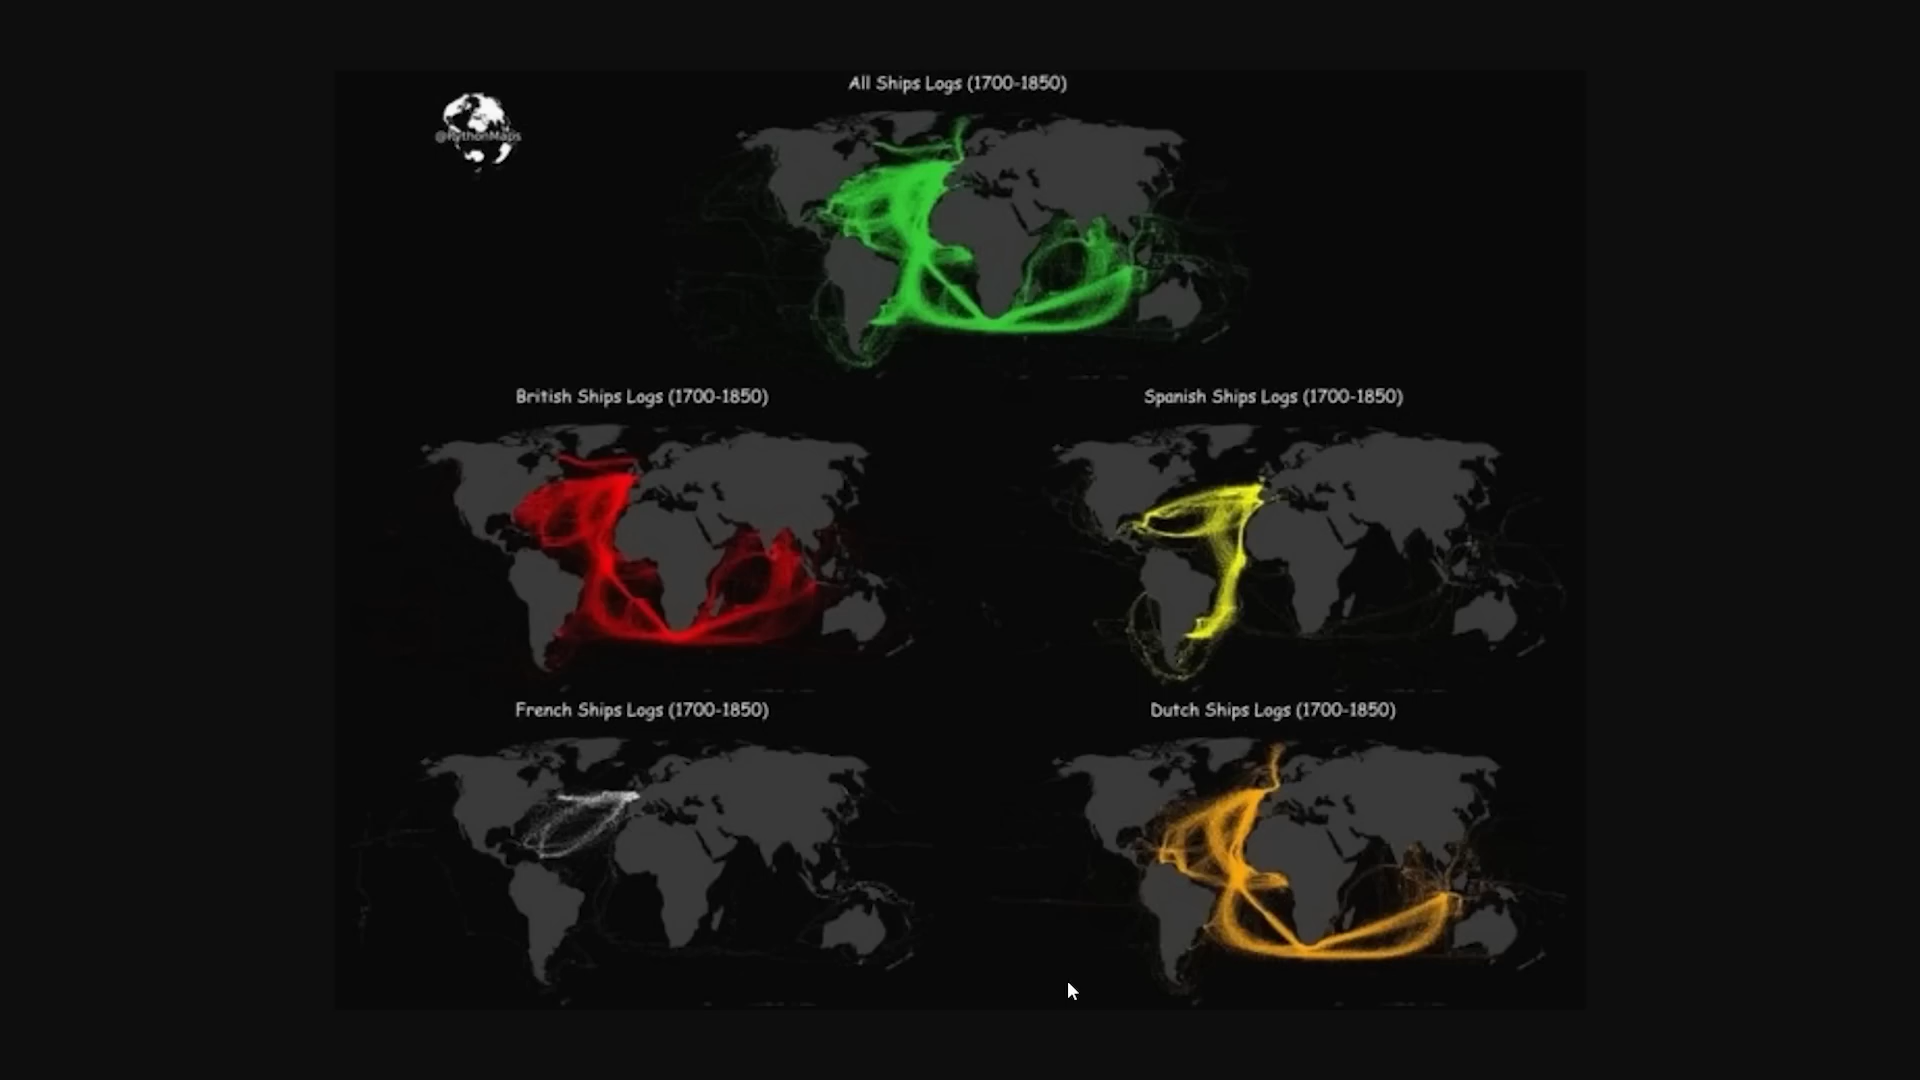 All Ships Logs (1700-1850)
@PythonMaps
British Ships Logs (1700-1850)
Spanish Ships Logs (1700-1850)
French Ships Logs (1700-1850)
Dutch Ships Logs (1700-1850)